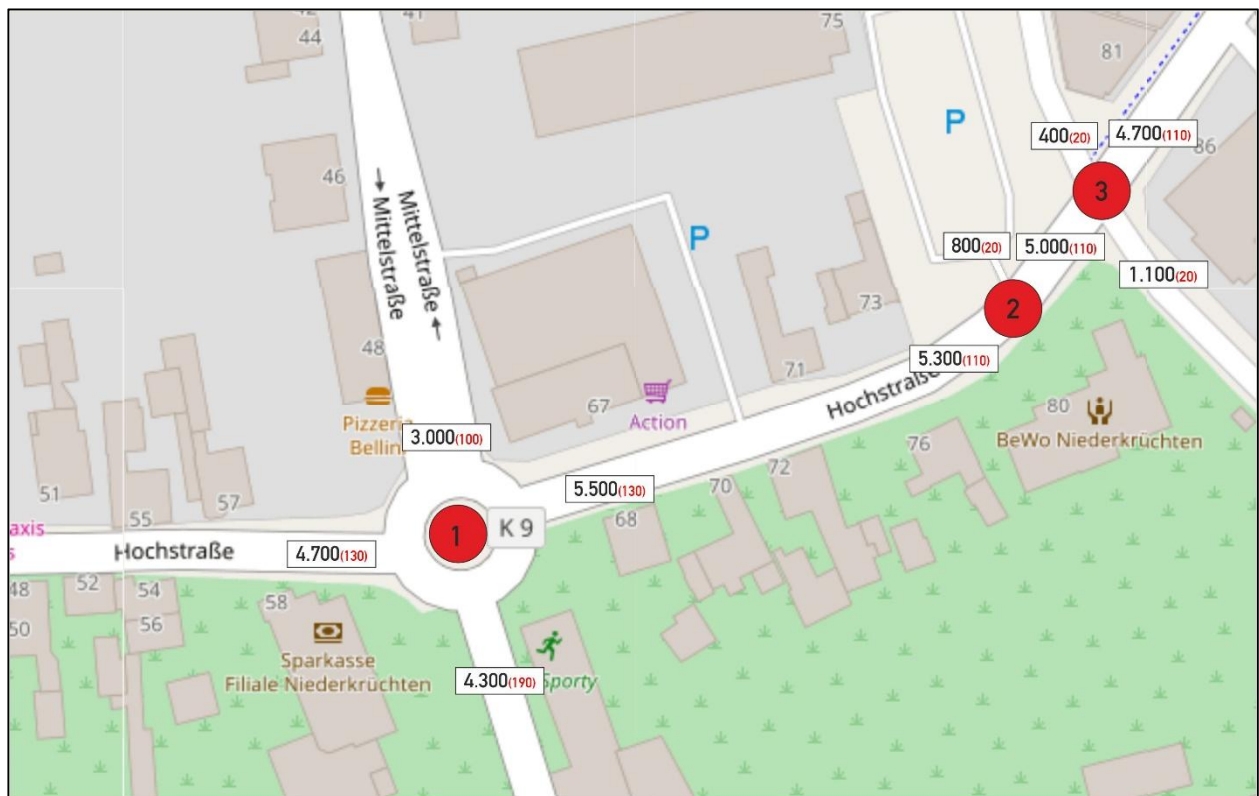 42
44
41
75
81
P
400(20)
4.700(110)
86
46
3
Mittelstraße
Mittelstraße
P
800(20)
5.000(110)
1.100(20)
73
2
48
71
5.300(110)
Hochstraße
67
Action
80
BeWo Niederkrüchten
Pizzeria
Bellin
3.000(100)
76
72
51
57
55
5.500(130)
70
68
axis
s
Hochstraße
4.700(130)
1
K 9
48
52
54
58
50
56
Sparkasse
Filiale Niederkrüchten
4.300(190)
Sporty